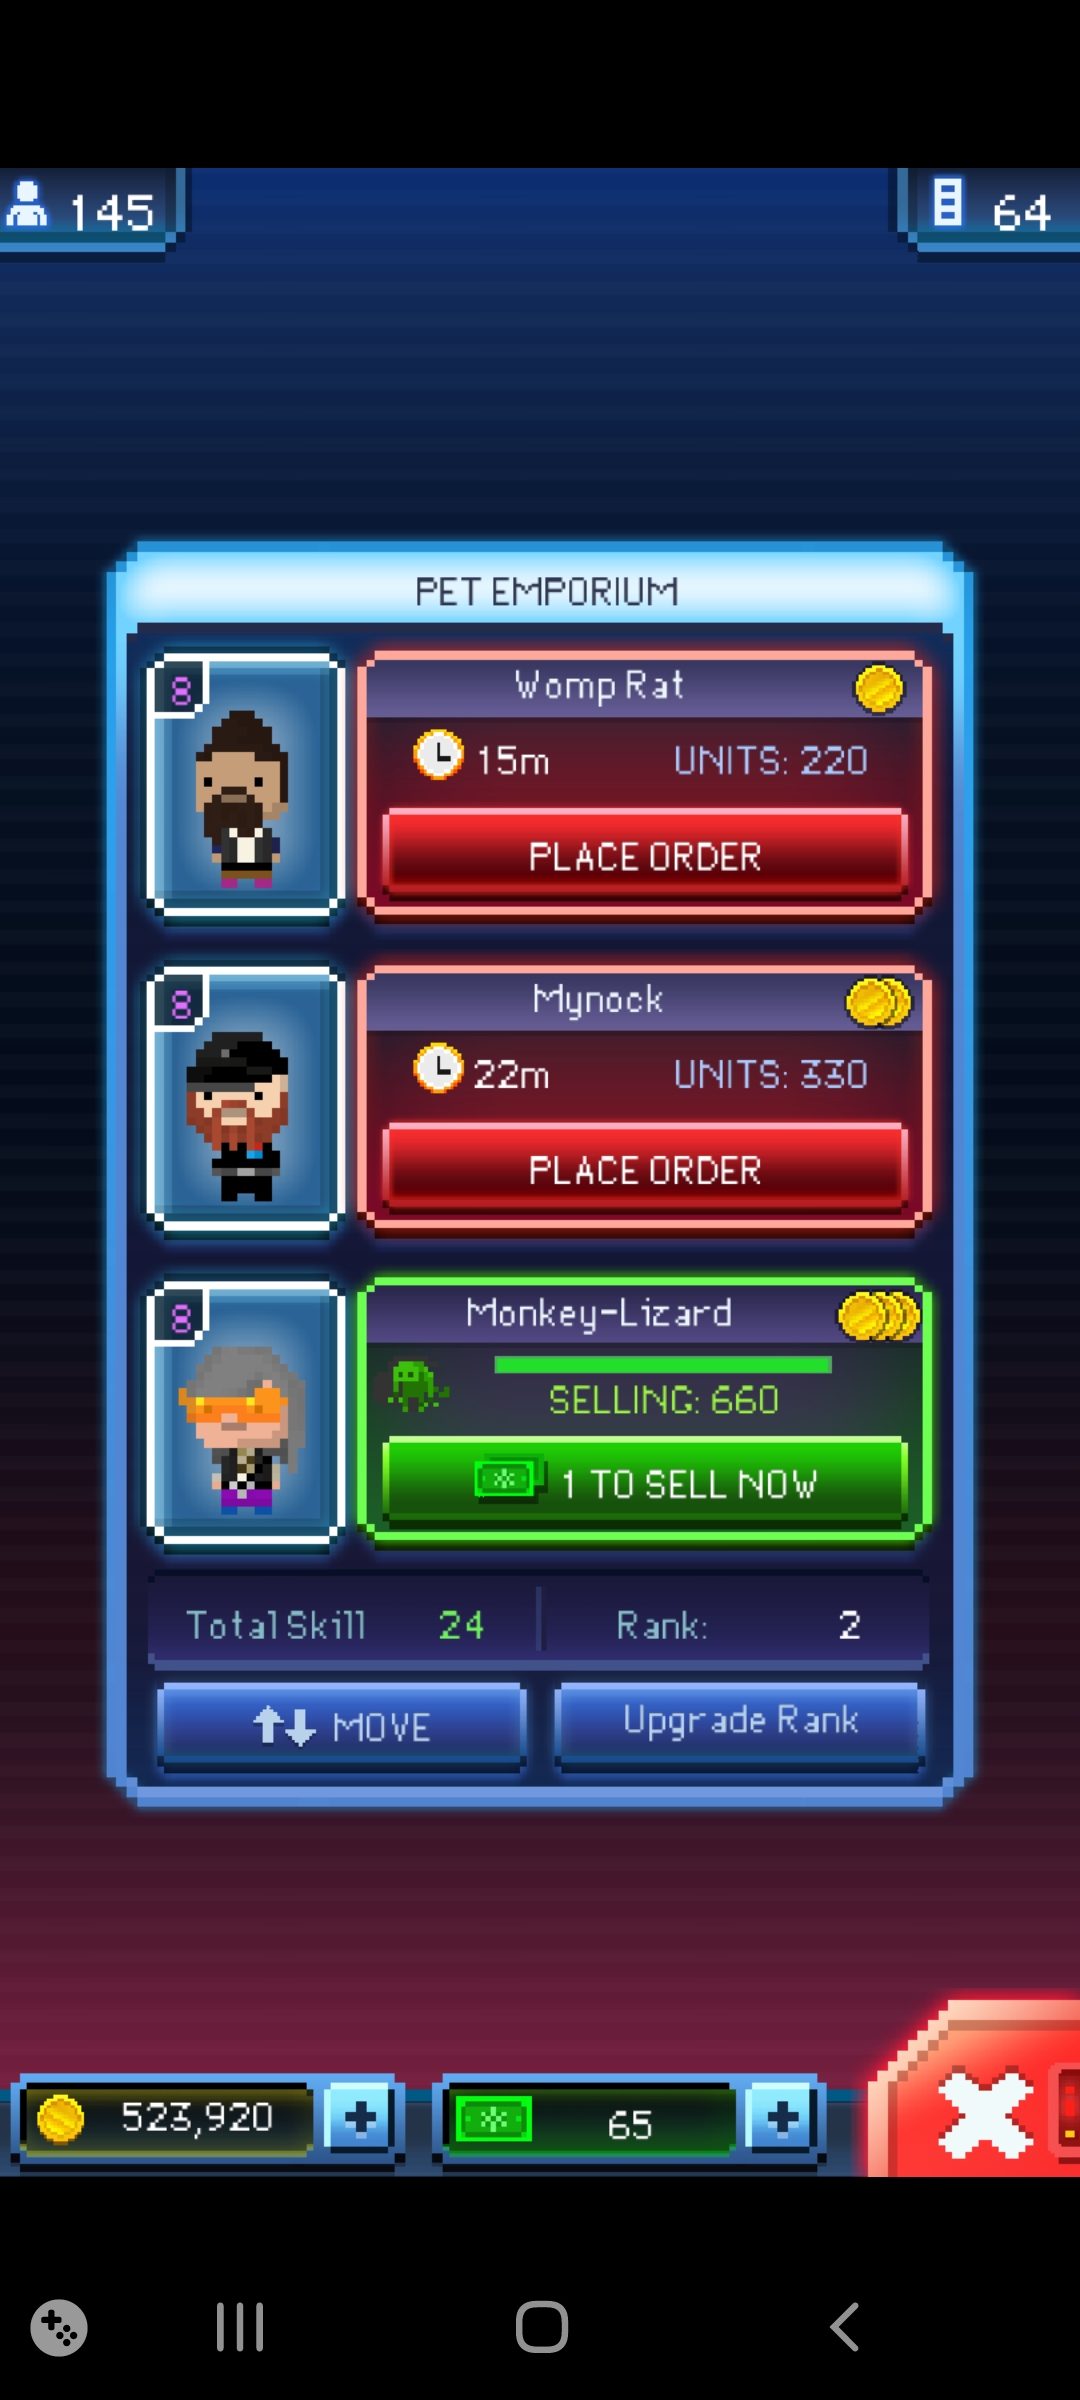 145
64
PET EMPORIUM
8
Womp Rat
15m UNITS: 220
PLACE ORDER
8
Mynock
22m UNITS: 330
PLACE ORDER
8
Monkey-Lizard
SELLING: 660
1 TO SELL NOW
Total Skill 24 Rank: 2
MOVE
Upgrade Rank
523,920
65